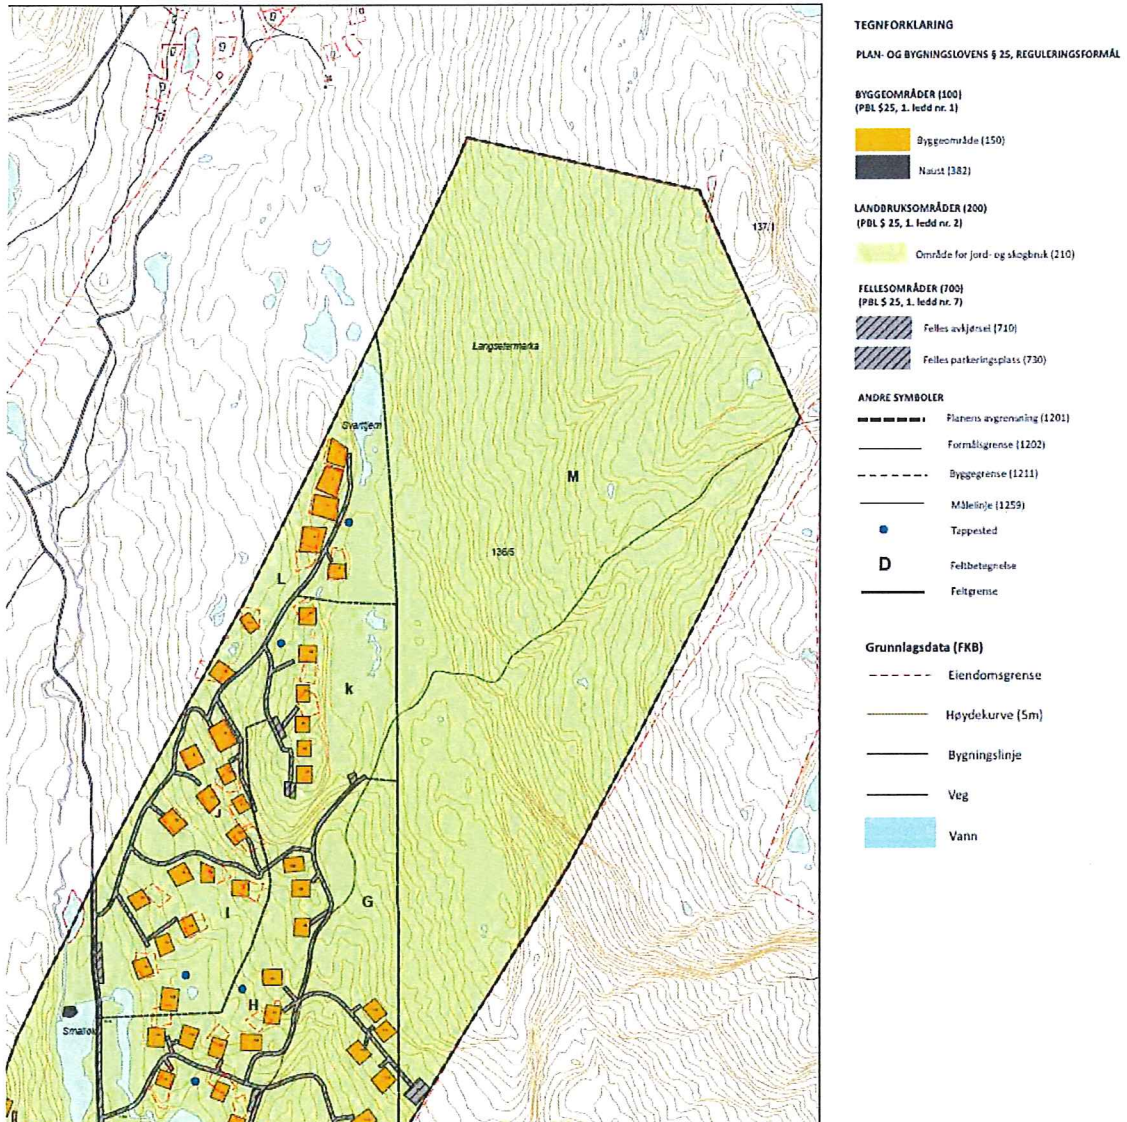 137/1
Langsetermarka
Svarttjern
M
136/5
L
k
J
I
G
H
TEGNFORKLARING
PLAN- OG BYGNINGSLOVENS § 25, REGULERINGSFORMÅL
BYGGEOMRÅDER (100)
(PBL §25, 1. ledd nr. 1)
Byggeområde (150)
Naust (382)
LANDBRUKSOMRÅDER (200)
(PBL § 25, 1. ledd nr. 2)
Område for jord- og skogbruk (210)
FELLESOMRÅDER (700)
(PBL § 25, 1. ledd nr. 7)
Felles avkjørsel (710)
Felles parkeringsplass (730)
ANDRE SYMBOLER
Planens avgrensning (1201)
Formålsgrense (1202)
Byggegrense (1211)
Målelinje (1259)
Tappested
D
Feltbetegnelse
Feltgrense
Grunnlagsdata (FKB)
Eiendomsgrense
Høydekurve (5m)
Bygningslinje
Veg
Vann